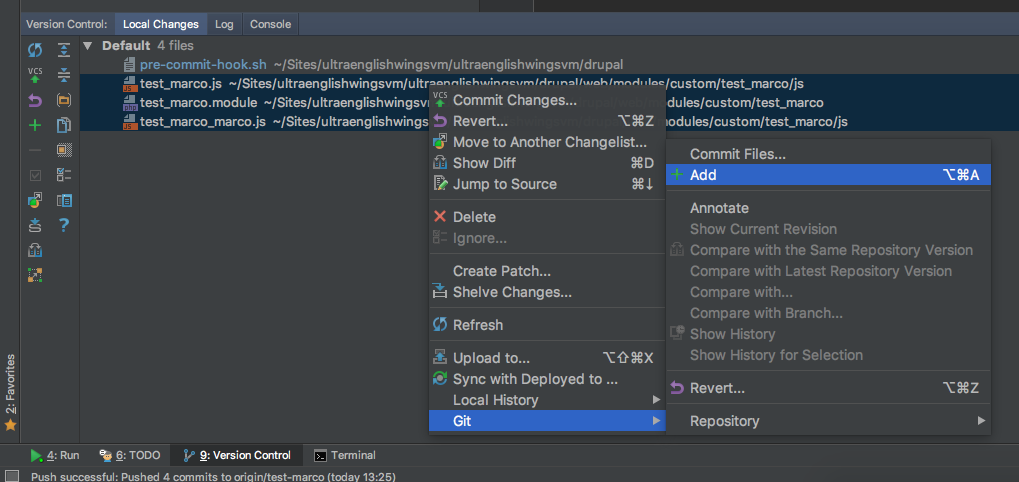 Version Control: Local Changes Log Console
Default 4 files
pre-commit-hook.sh ~/Sites/ultraenglishwingsvm/ultraenglishwingsvm/drupal
test_marco.js ~/Sites/ultraenglishwingsvm/ultraenglishwingsvm/drupal/web/modules/custom/test_marco/js
test_marco.module ~/Sites/ultraenglishwingsvm modules/custom/test_marco
test_marco_marco.js ~/Sites/ultraenglishwings modules/custom/test_marco/js
VCS Commit Changes...
VCS
Revert... ⌥⌘Z
Move to Another Changelist...
Show Diff ⌘D
Jump to Source ⌘↓
Delete
Ignore...
Create Patch...
Shelve Changes...
Refresh
Upload to... ⌥⇧⌘X
Sync with Deployed to ...
Local History
Git
Commit Files...
Add ⌥⌘A
Annotate
Show Current Revision
Compare with the Same Repository Version
Compare with Latest Repository Version
Compare with...
Compare with Branch...
Show History
Show History for Selection
Revert... ⌥⌘Z
Repository
2: Favorites
4: Run 6: TODO 9: Version Control Terminal
Push successful: Pushed 4 commits to origin/test-marco (today 13:25)